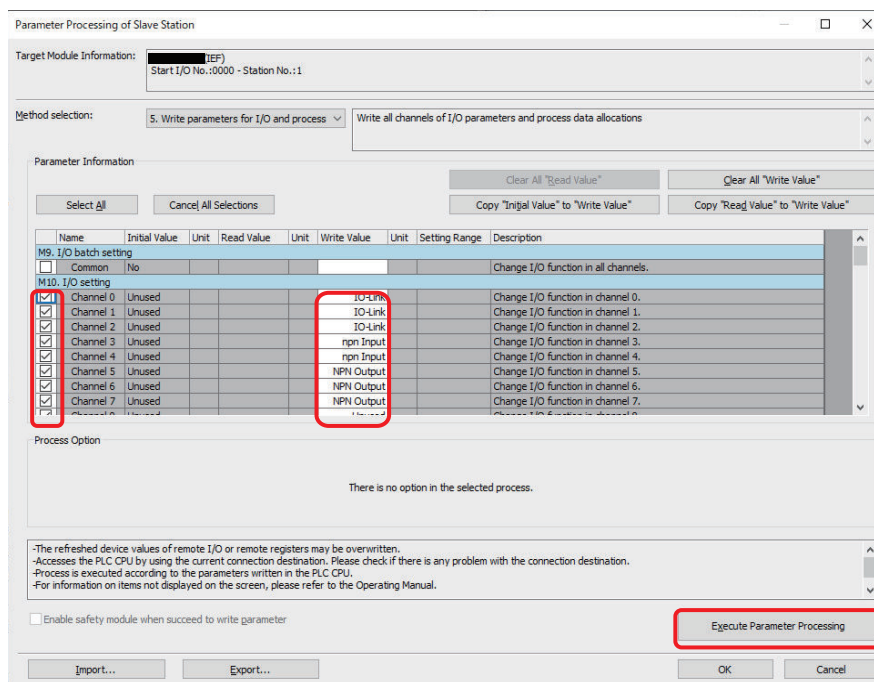 Parameter Processing of Slave Station
Target Module Information:
(IEF)
Start I/O No.:0000 - Station No.:1
Method selection:
5. Write parameters for I/O and process
Write all channels of I/O parameters and process data allocations
Parameter Information
Clear All "Read Value"
Clear All "Write Value"
Select All
Cancel All Selections
Copy "Initial Value" to "Write Value"
Copy "Read Value" to "Write Value"
Name Initial Value Unit Read Value Unit Write Value Unit Setting Range Description
M9. I/O batch setting
Common No Change I/O function in all channels.
M10. I/O setting
Channel 0 Unused IO-Link Change I/O function in channel 0.
Channel 1 Unused IO-Link Change I/O function in channel 1.
Channel 2 Unused IO-Link Change I/O function in channel 2.
Channel 3 Unused npn Input Change I/O function in channel 3.
Channel 4 Unused npn Input Change I/O function in channel 4.
Channel 5 Unused NPN Output Change I/O function in channel 5.
Channel 6 Unused NPN Output Change I/O function in channel 6.
Channel 7 Unused NPN Output Change I/O function in channel 7.
Process Option
There is no option in the selected process.
-The refreshed device values of remote I/O or remote registers may be overwritten.
-Accesses the PLC CPU by using the current connection destination. Please check if there is any problem with the connection destination.
-Process is executed according to the parameters written in the PLC CPU.
-For information on items not displayed on the screen, please refer to the Operating Manual.
Enable safety module when succeed to write parameter
Execute Parameter Processing
Import...
Export...
OK
Cancel